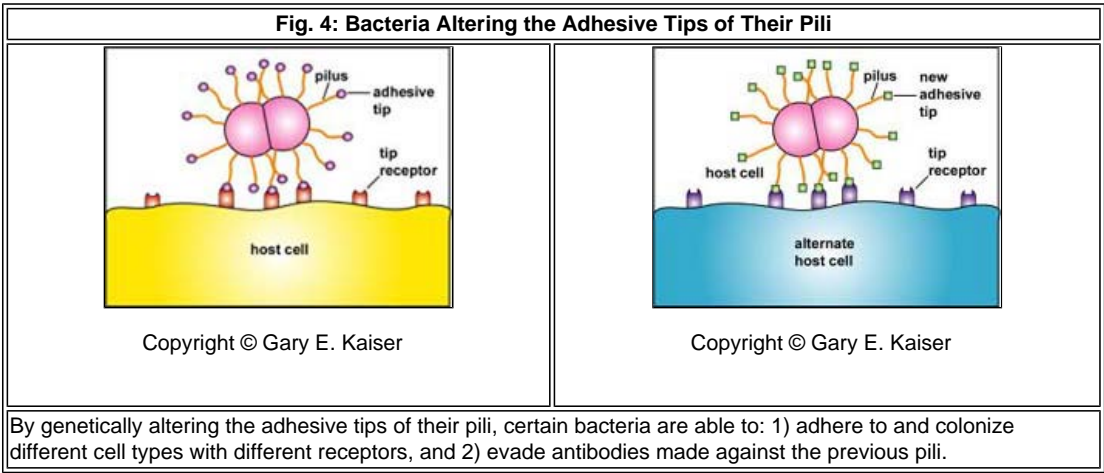 Fig. 4: Bacteria Altering the Adhesive Tips of Their Pili
pilus
adhesive
tip
tip
receptor
host cell
Copyright © Gary E. Kaiser
pilus
new
adhesive
tip
host cell
tip
receptor
alternate
host cell
Copyright © Gary E. Kaiser
By genetically altering the adhesive tips of their pili, certain bacteria are able to: 1) adhere to and colonize
different cell types with different receptors, and 2) evade antibodies made against the previous pili.